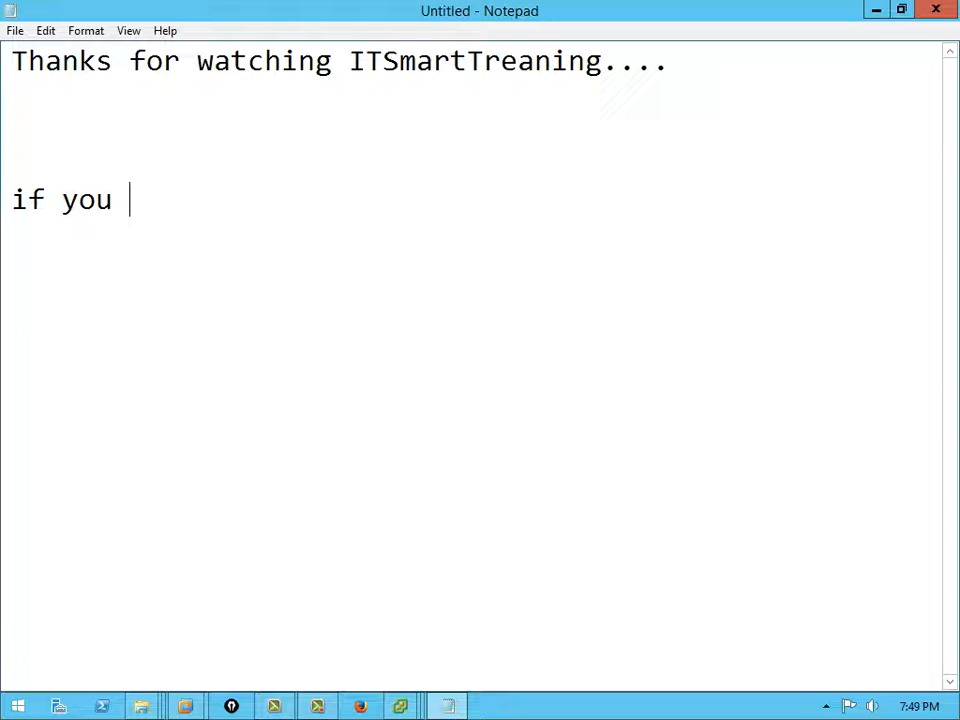 Untitled - Notepad
File Edit Format View Help
Thanks for watching ITSmartTreaning....
if you
7:49 PM